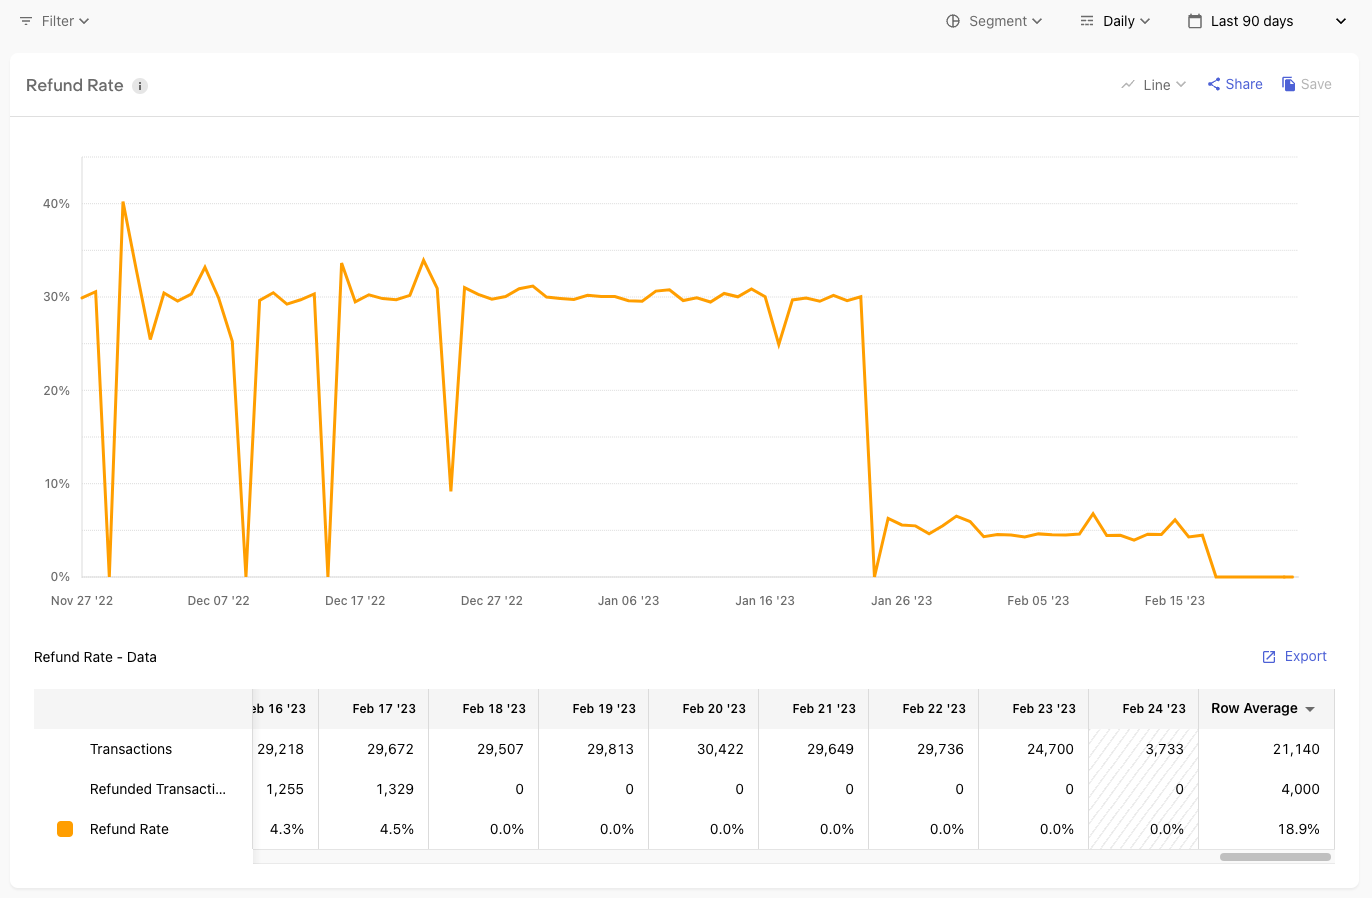 Filter Segment Daily Last 90 days
Refund Rate i Line Share Save
40%
30%
20%
10%
0%
Nov 27 '22 Dec 07 '22 Dec 17 '22 Dec 27 '22 Jan 06 '23 Jan 16 '23 Jan 26 '23 Feb 05 '23 Feb 15 '23
Refund Rate - Data Export
eb 16 '23 Feb 17 '23 Feb 18 '23 Feb 19 '23 Feb 20 '23 Feb 21 '23 Feb 22 '23 Feb 23 '23 Feb 24 '23 Row Average
Transactions 29,218 29,672 29,507 29,813 30,422 29,649 29,736 24,700 3,733 21,140
Refunded Transacti... 1,255 1,329 0 0 0 0 0 0 0 4,000
Refund Rate 4.3% 4.5% 0.0% 0.0% 0.0% 0.0% 0.0% 0.0% 0.0% 18.9%